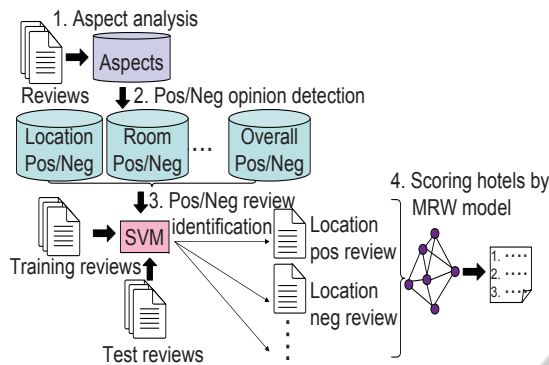 1. Aspect analysis
Aspects
Reviews
2. Pos/Neg opinion detection
Location
Pos/Neg
Room
Pos/Neg
...
Overall
Pos/Neg
3. Pos/Neg review
identification
SVM
Training reviews
Test reviews
Location
pos review
Location
neg review
4. Scoring hotels by
MRW model
1. ····
2. ····
3. ····